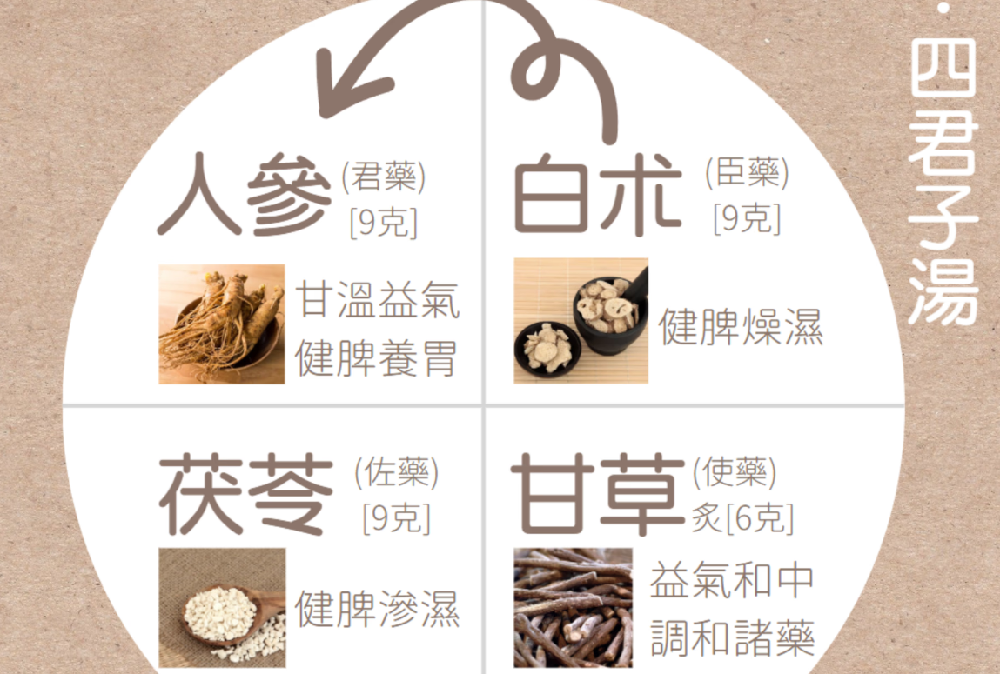 ·四君子湯
人參
(君藥)
[9克]
甘溫益氣
健脾養胃
白朮
(臣藥)
[9克]
健脾燥濕
茯苓
(佐藥)
[9克]
健脾滲濕
甘草
(使藥)
炙[6克]
益氣和中
調和諸藥